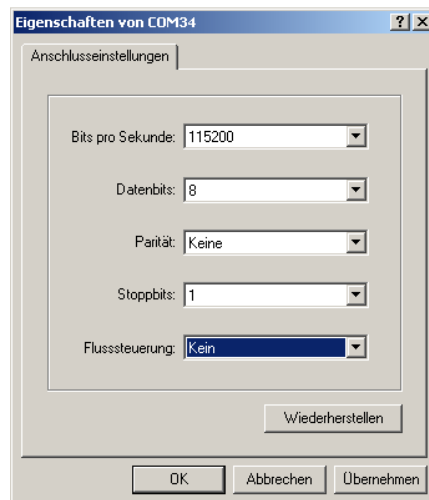 Eigenschaften von COM34
Anschlusseinstellungen
Bits pro Sekunde: 115200
Datenbits: 8
Parität: Keine
Stoppbits: 1
Flusssteuerung: Kein
Wiederherstellen
OK Abbrechen Übernehmen